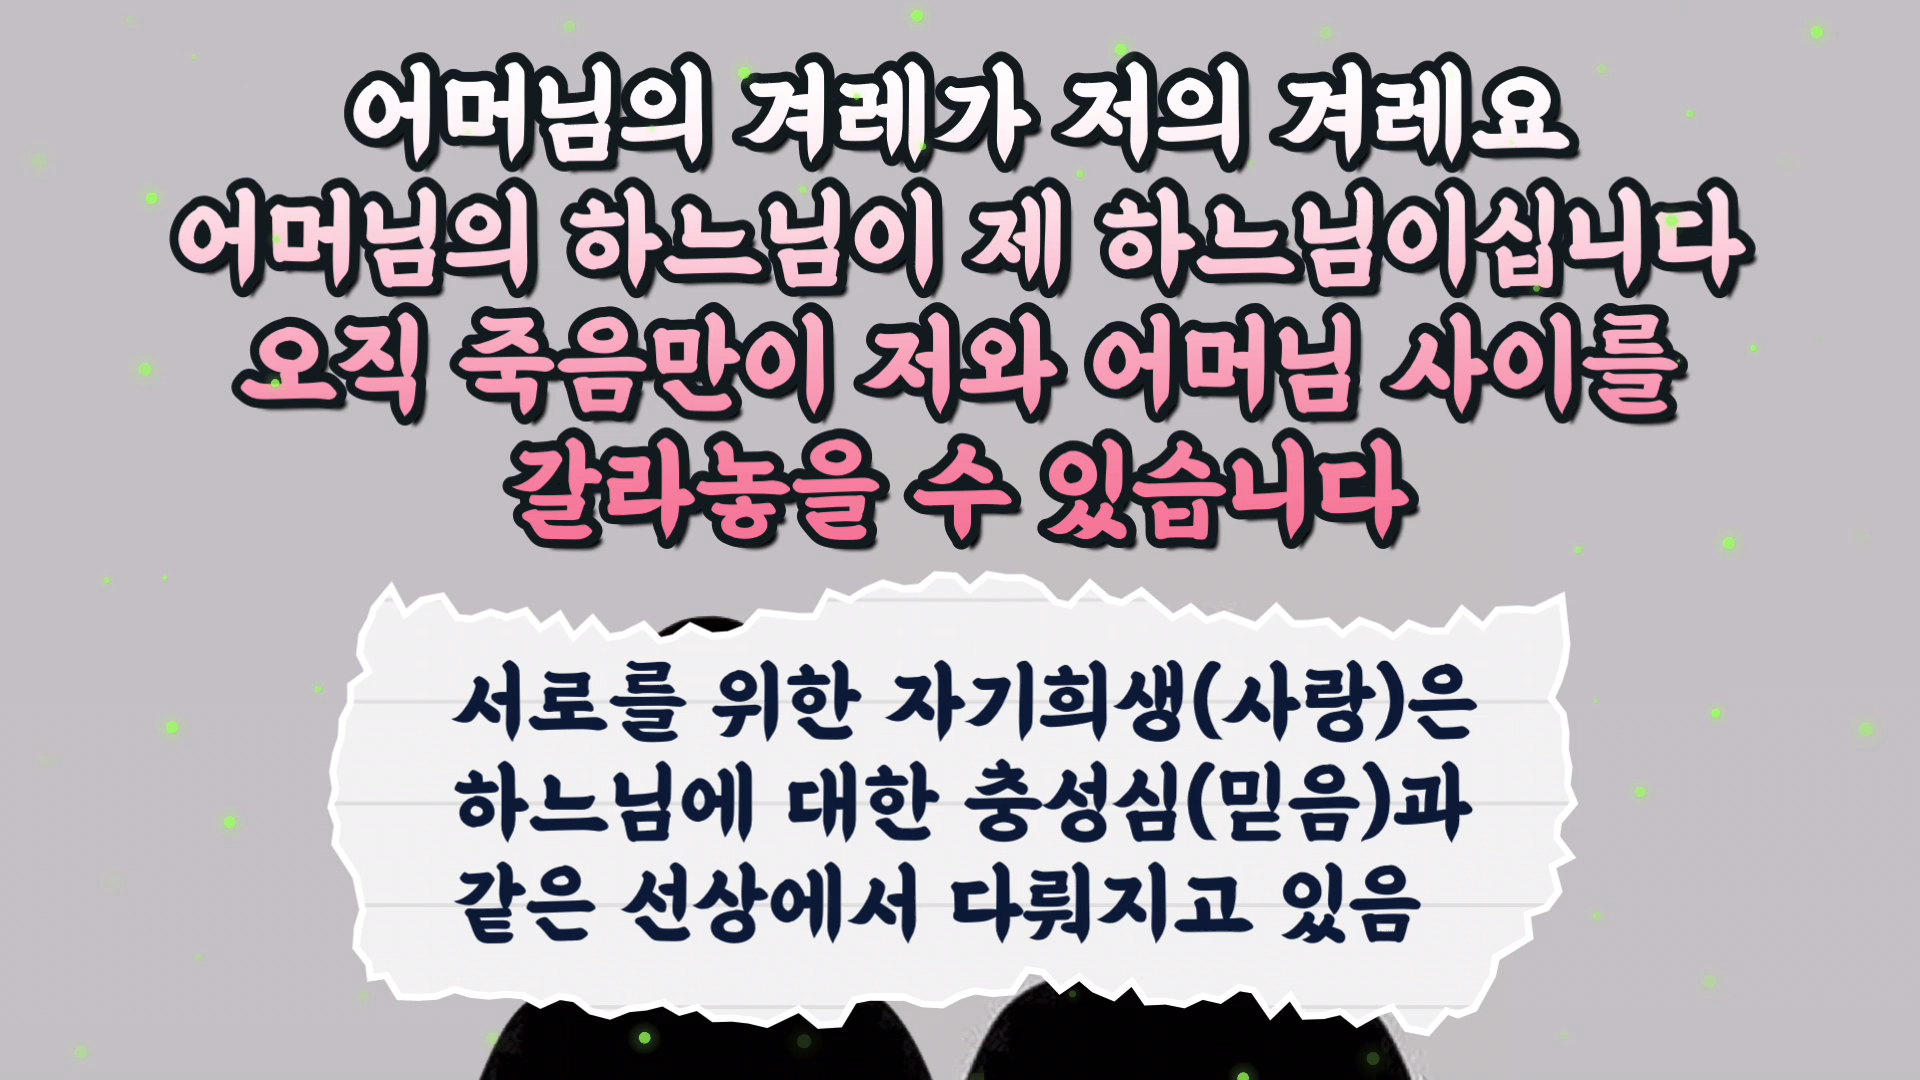 어머님의 겨레가 저의 겨레요
어머님의 하느님이 제 하느님이십니다
오직 죽음만이 저와 어머님 사이를
갈라놓을 수 있습니다
서로를 위한 자기희생(사랑)은
하느님에 대한 충성심(믿음)과
같은 선상에서 다뤄지고 있음